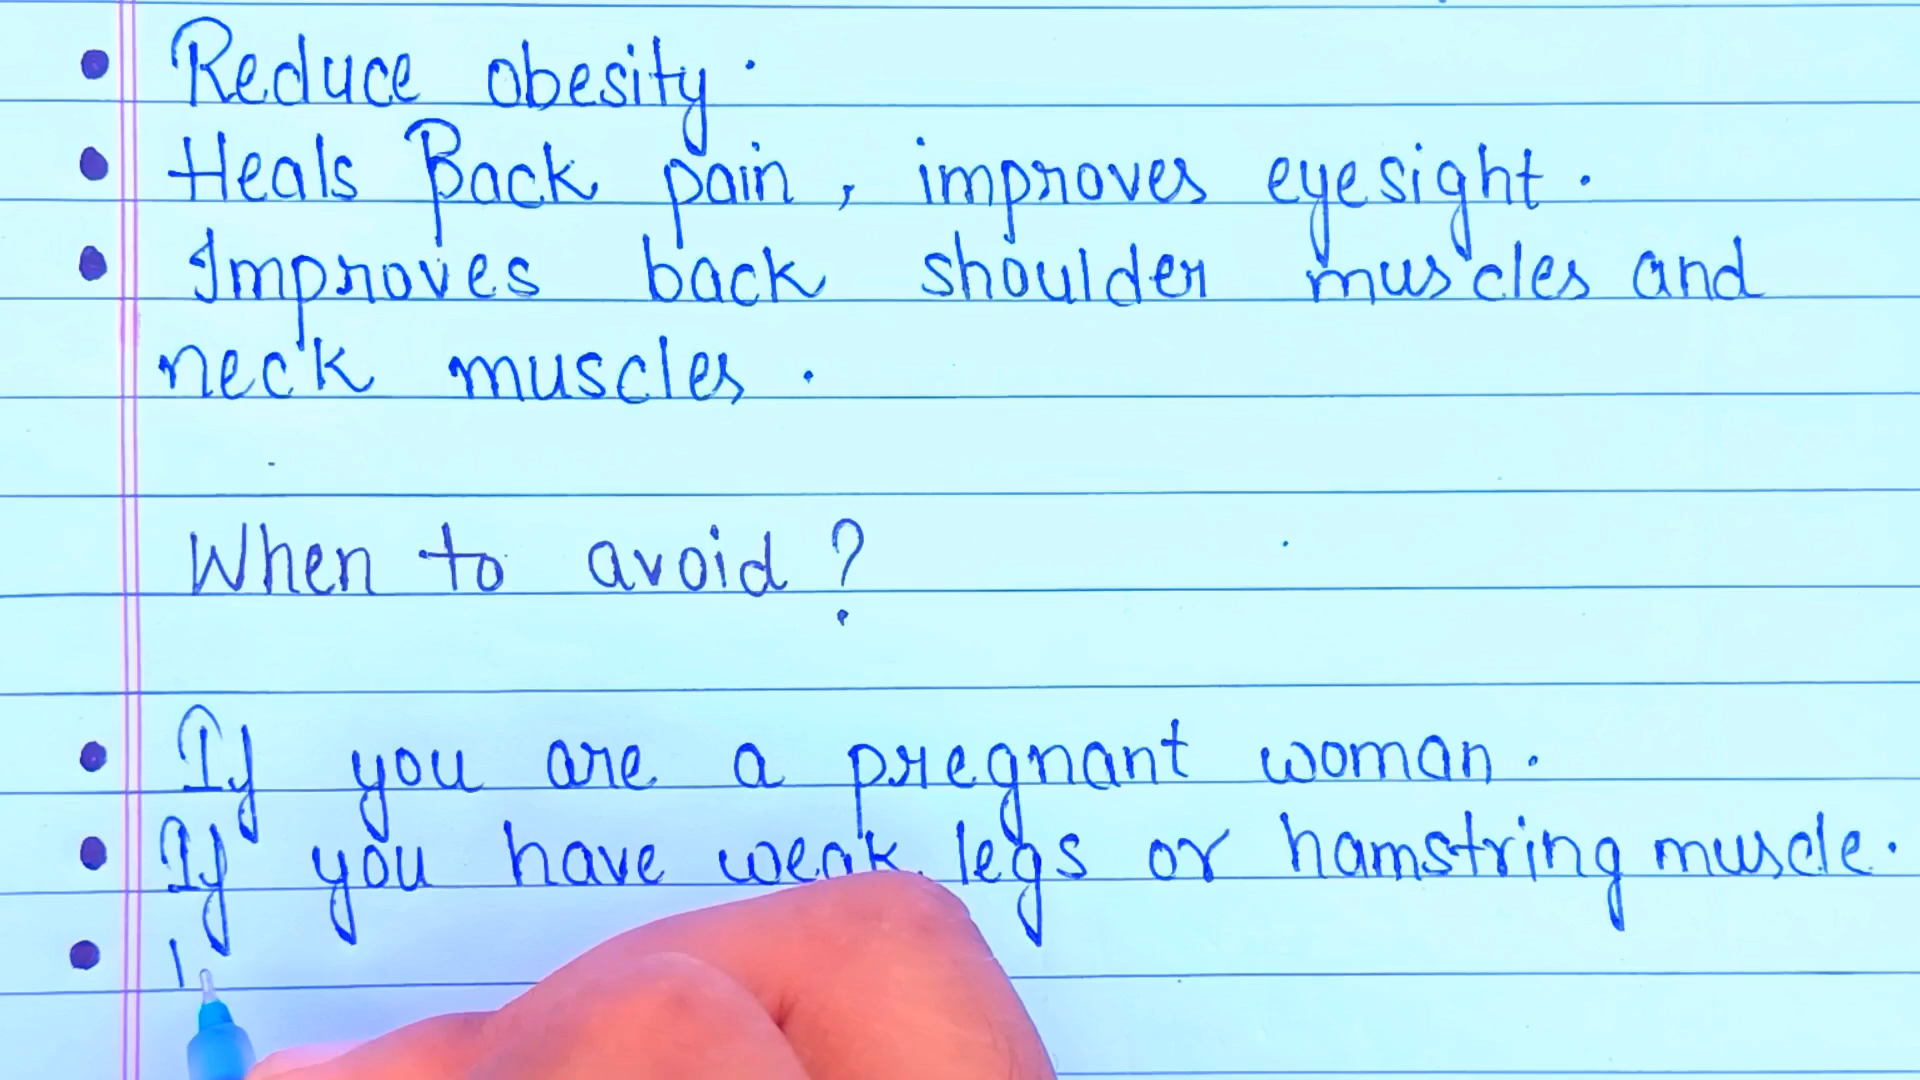 • Reduce obesity.
• Heals Back pain, improves eyesight.
• Improves back shoulder muscles and
neck muscles.
When to avoid?
• If you are a pregnant woman.
• If you have weak legs or hamstring muscle.
•